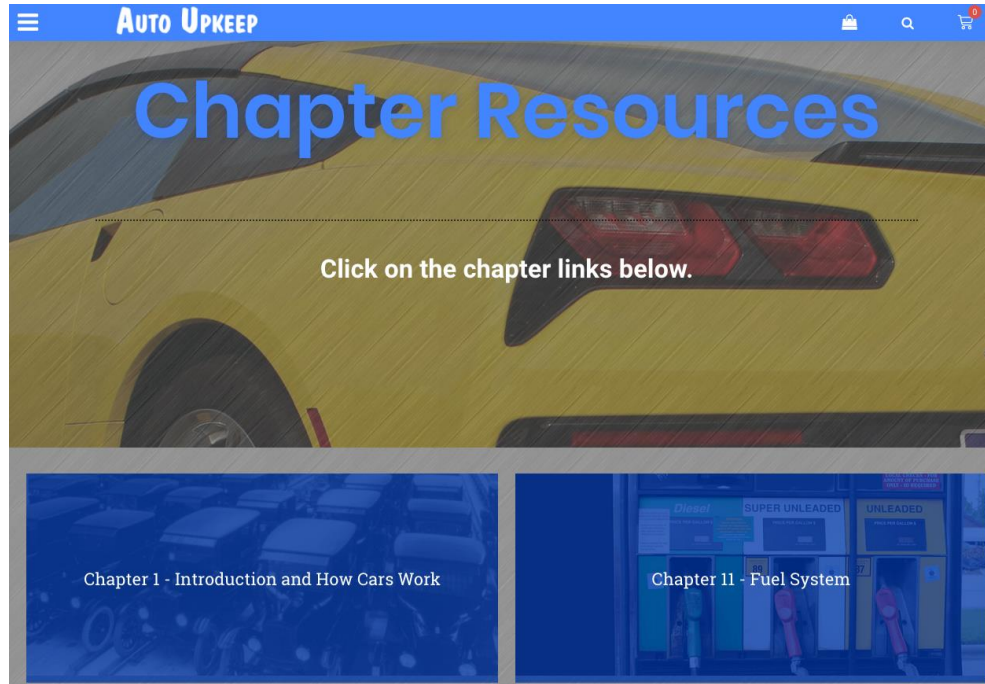 AUTO UPKEEP
0
Chapter Resources
Click on the chapter links below.
Chapter 1 - Introduction and How Cars Work
Diesel
SUPER UNLEADED
UNLEADED
Chapter 11 - Fuel System